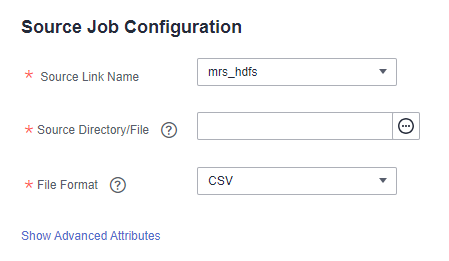 Source Job Configuration
* Source Link Name mrs_hdfs
* Source Directory/File
* File Format CSV
Show Advanced Attributes